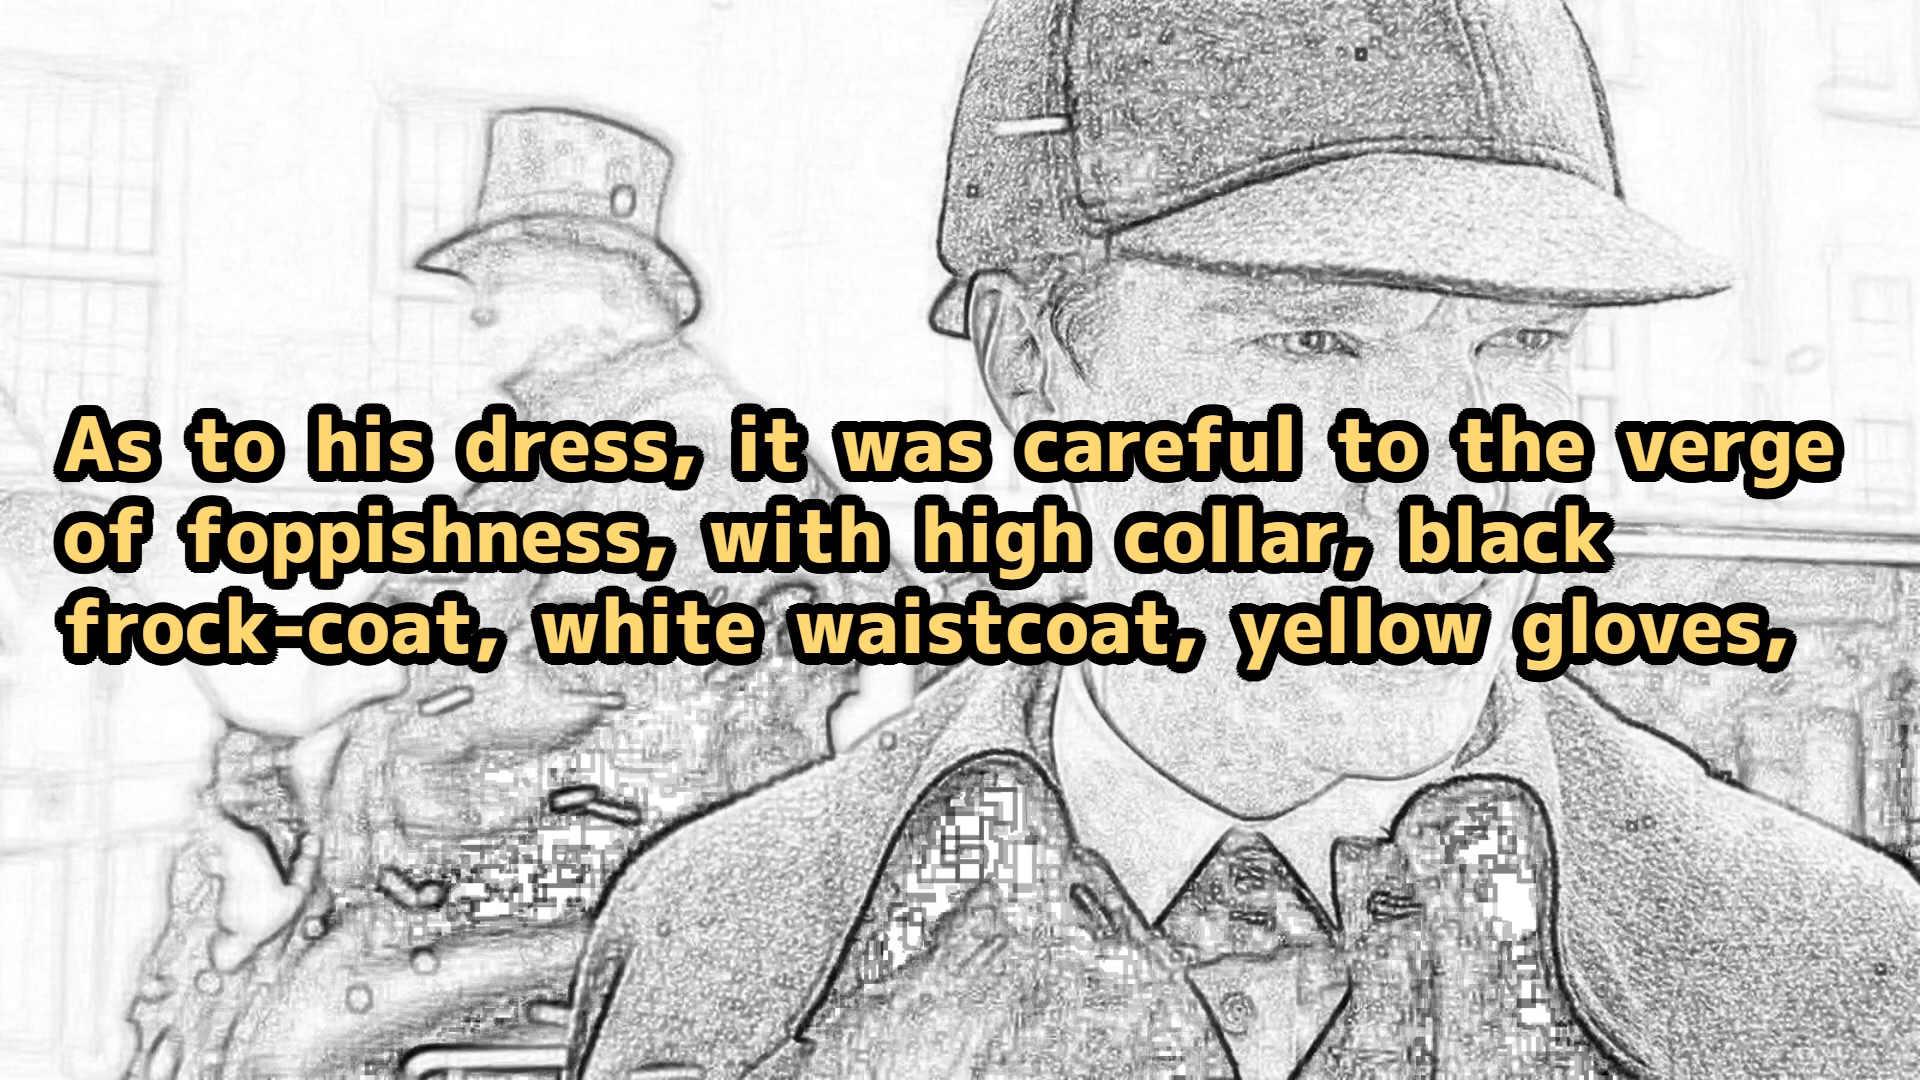 As to his dress, it was careful to the verge
of foppishness, with high collar, black
frock-coat, white waistcoat, yellow gloves,